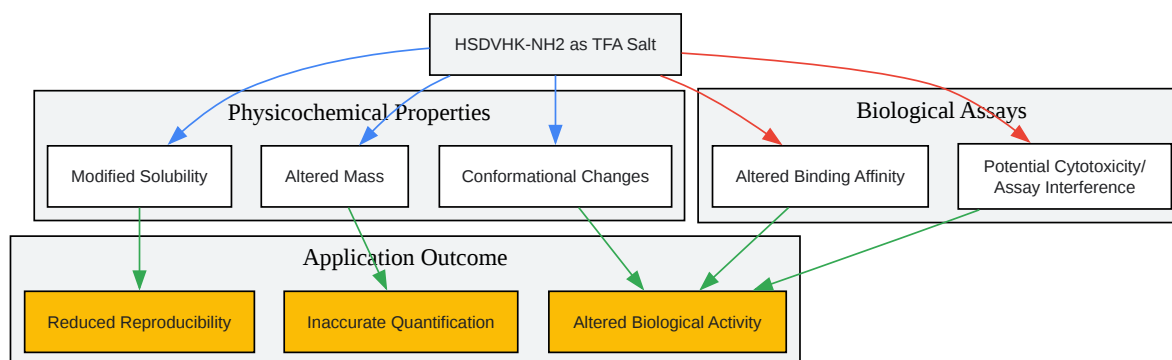 HSDVHK-NH2 as TFA Salt
Physicochemical Properties
Biological Assays
Modified Solubility
Altered Mass
Conformational Changes
Altered Binding Affinity
Potential Cytotoxicity/
Assay Interference
Application Outcome
Reduced Reproducibility
Inaccurate Quantification
Altered Biological Activity